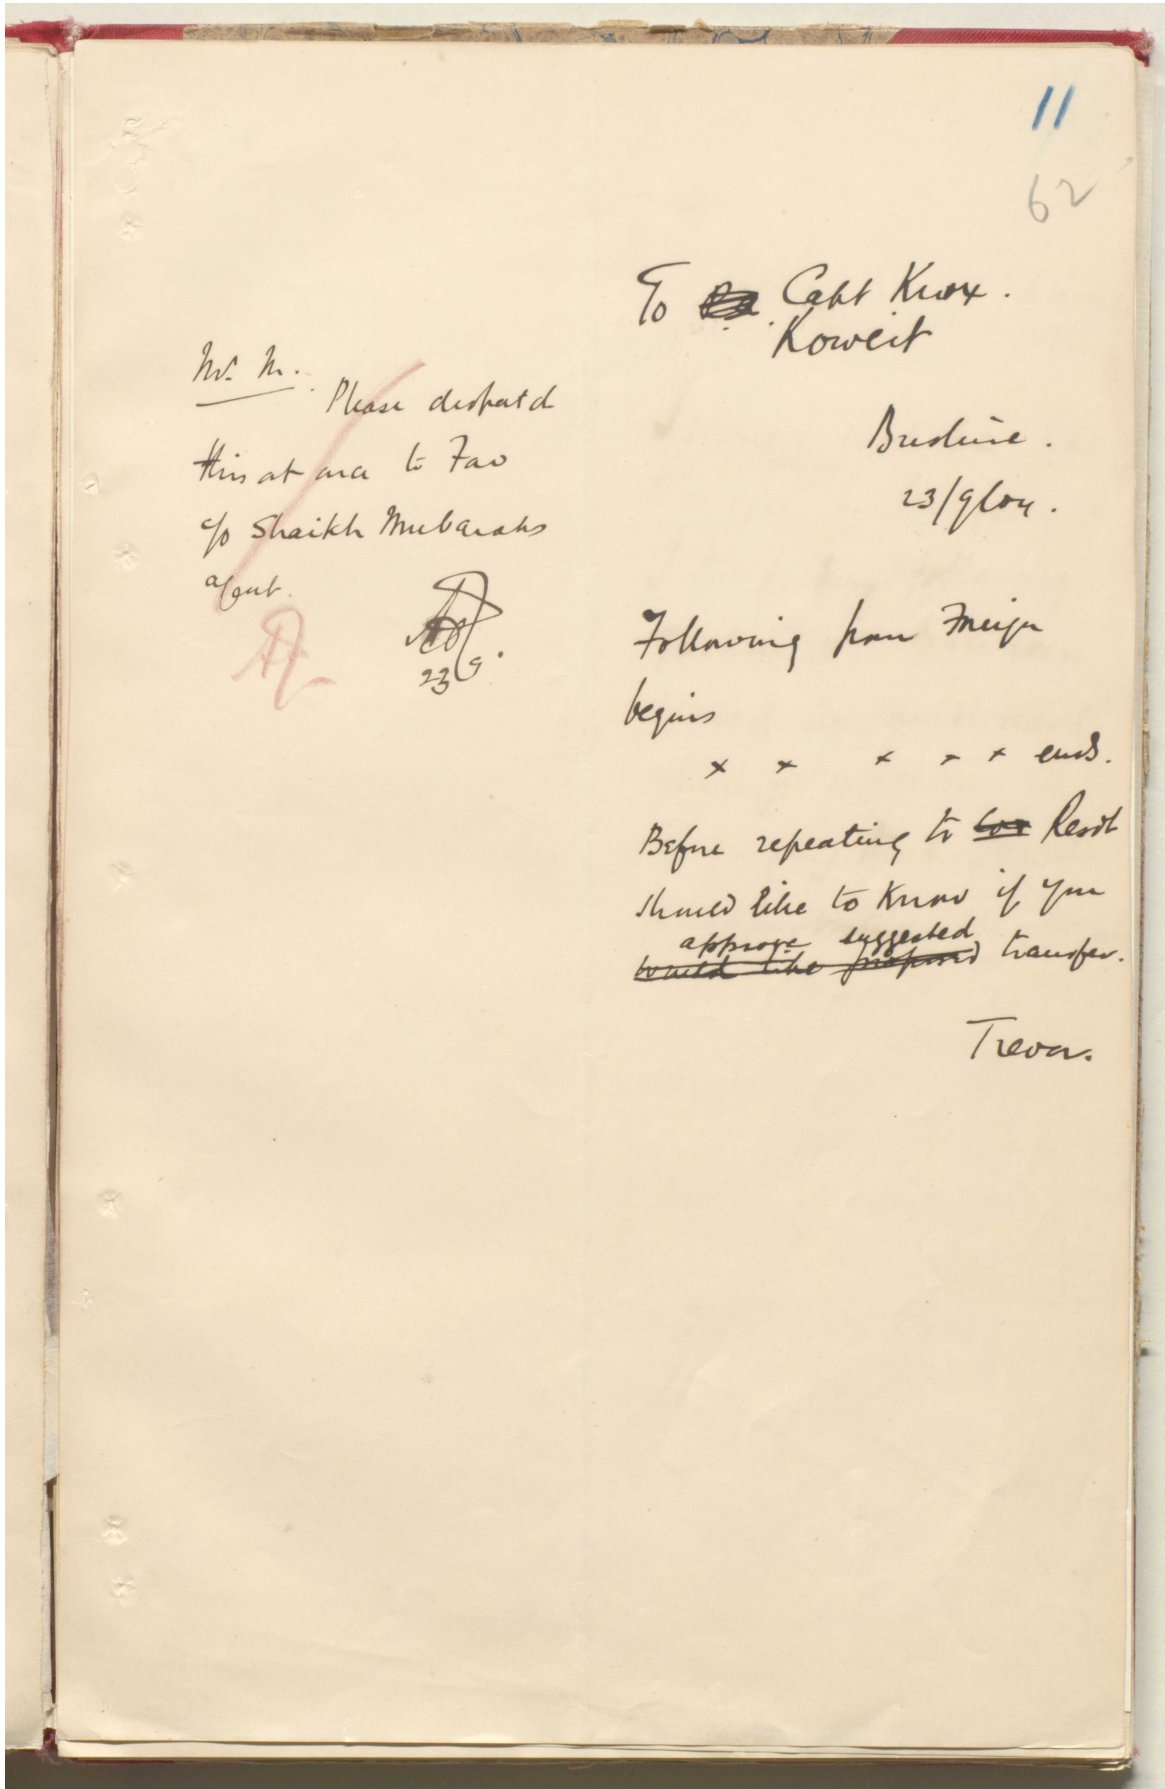 11
62
To Capt Knox.
Koweit
Bushire.
23/9/04.
Mr. M.
Please despatch
this at once to Fao
c/o Shaikh Mubaraks
agent.
23/9.
Following from Foreign
begins
x x x x x ends.
Before repeating to Cox Resdt
should like to know if you
approve suggested
would like proposed transfer.
Trevor.